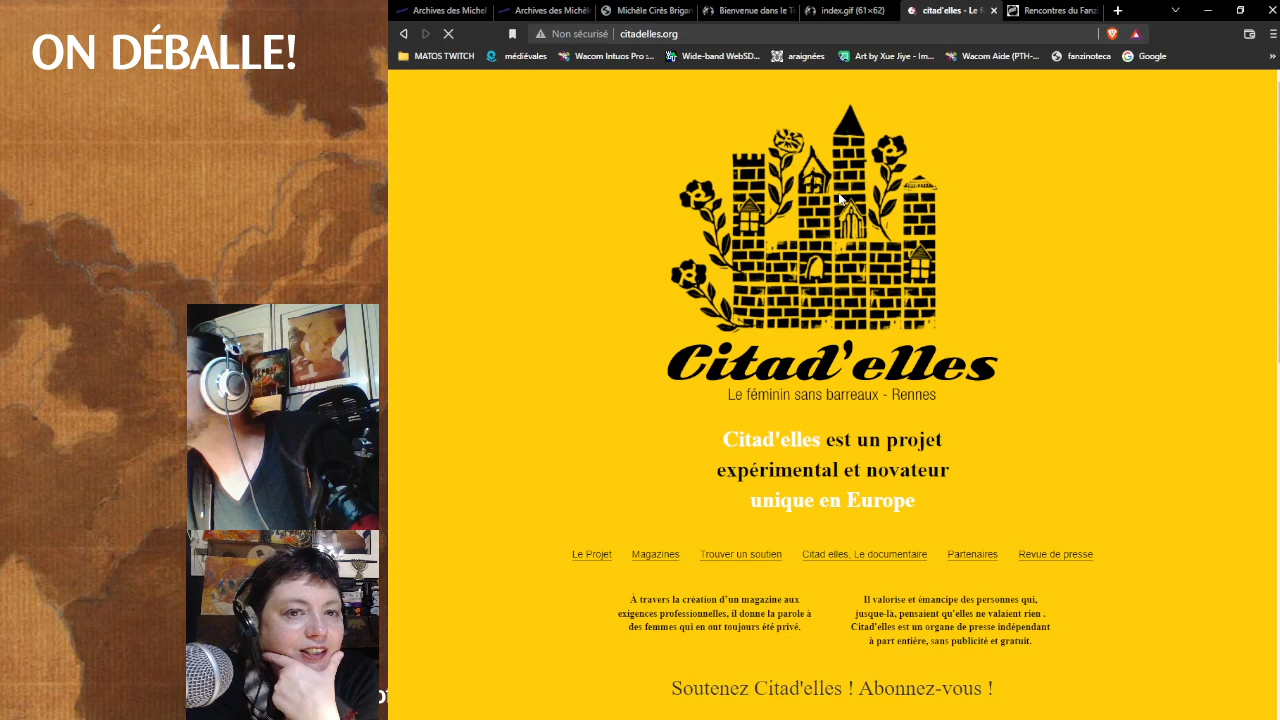 ON DÉBALLE!
Archives des Michel
Archives des Michel
Michèle Cirès Brigan
Bienvenue dans le To
index.gif (61×62)
citad'elles - Le f
Rencontres du Fanz
Non sécurisé
citadelles.org
MATOS TWITCH
médiévales
Wacom Intuos Pro :...
Wide-band WebSD...
araignées
Art by Xue Jiye - Im...
Wacom Aide (PTH-...
fanzinoteca
Google
Citad'elles
Le féminin sans barreaux - Rennes
Citad'elles est un projet
expérimental et novateur
unique en Europe
Le Projet
Magazines
Trouver un soutien
Citad elles, Le documentaire
Partenaires
Revue de presse
À travers la création d'un magazine aux
exigences professionnelles, il donne la parole à
des femmes qui en ont toujours été privé.
Il valorise et émancipe des personnes qui,
jusque-là, pensaient qu'elles ne valaient rien .
Citad'elles est un organe de presse indépendant
à part entière, sans publicité et gratuit.
Soutenez Citad'elles ! Abonnez-vous !